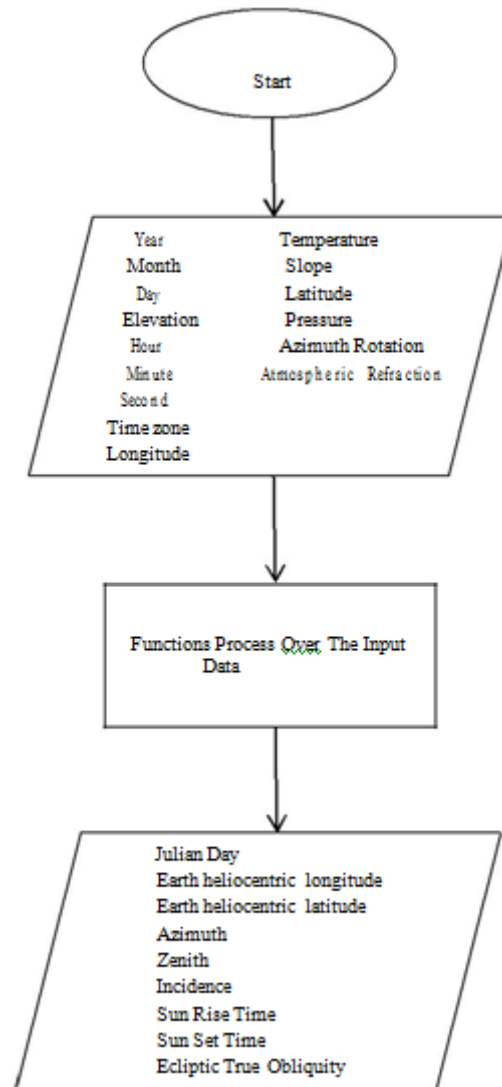 Start
Year
Month
Day
Elevation
Hour
Minute
Second
Time zone
Longitude
Temperature
Slope
Latitude
Pressure
Azimuth Rotation
Atmospheric Refraction
Functions Process Over The Input
Data
Julian Day
Earth heliocentric longitude
Earth heliocentric latitude
Azimuth
Zenith
Incidence
Sun Rise Time
Sun Set Time
Ecliptic True Obliquity